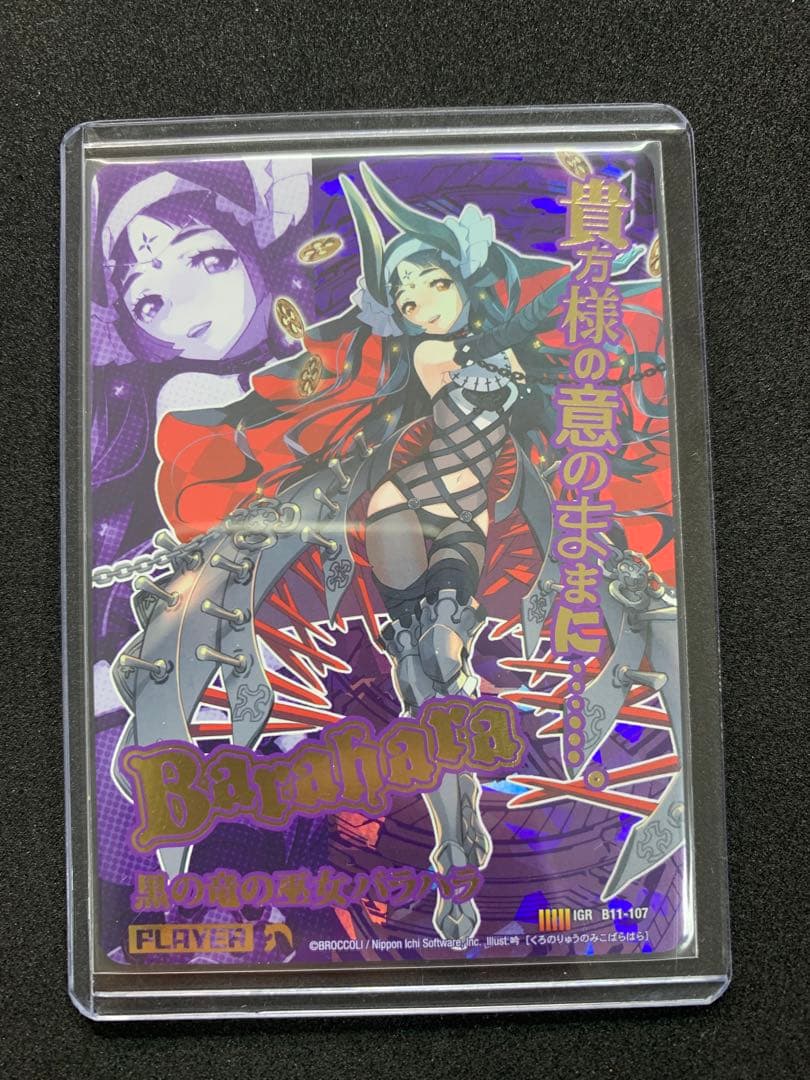 貴方様の意のままに……。
Barahara
黒の竜の巫女バラハラ
PLAYER
IGR B11-107
©BROCCOLI / Nippon Ichi Software, Inc. Illust.吟 [くろのりゅうのみこばらはら]